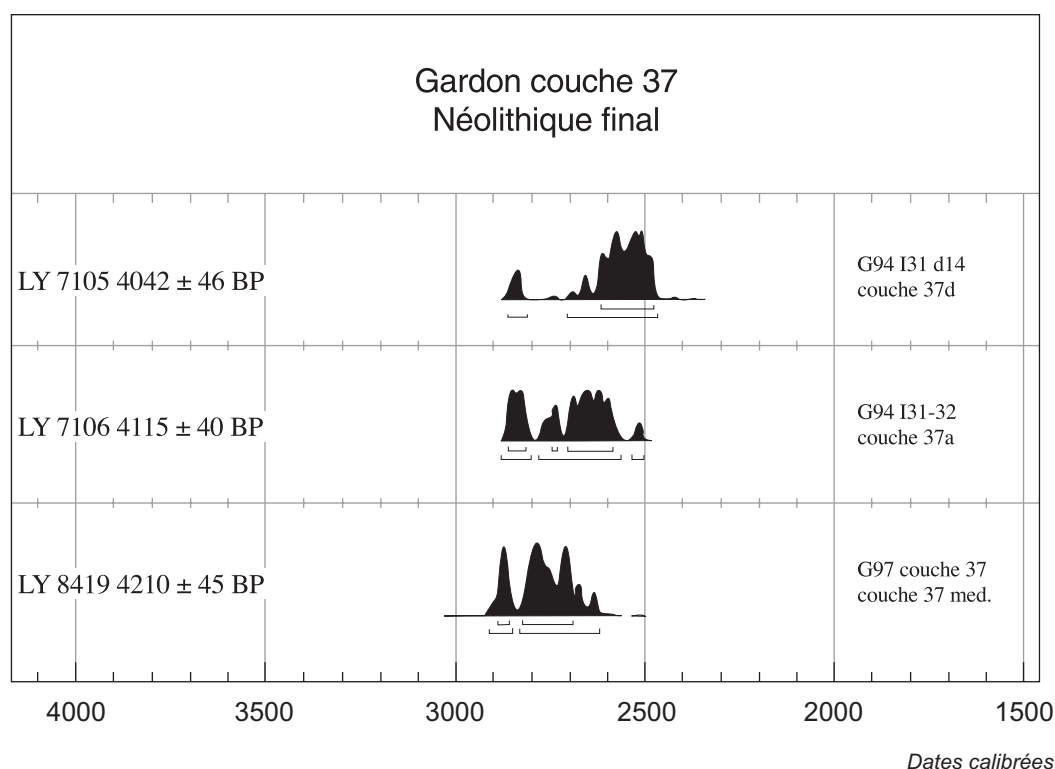 Gardon couche 37
Néolithique final
LY 7105 4042 ± 46 BP
G94 I31 d14
couche 37d
LY 7106 4115 ± 40 BP
G94 I31-32
couche 37a
LY 8419 4210 ± 45 BP
G97 couche 37
couche 37 med.
4000 3500 3000 2500 2000 1500
Dates calibrées